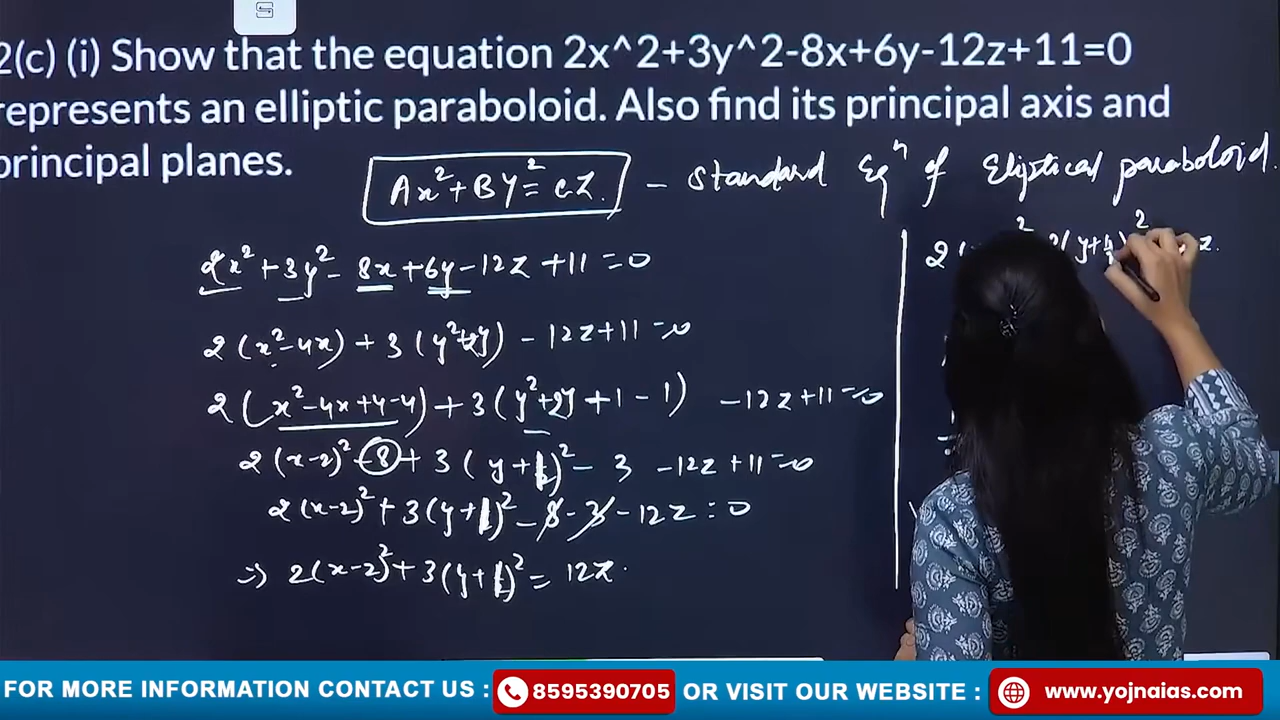 2(c) (i) Show that the equation 2x^2+3y^2-8x+6y-12z+11=0
represents an elliptic paraboloid. Also find its principal axis and
principal planes.
Ax² + By² = cz. - Standard Eqⁿ of Elliptical paraboloid.
2x² + 3y² - 8x + 6y - 12z + 11 = 0
2(x² - 4x) + 3(y² + 2y) - 12z + 11 = 0
2(x² - 4x + 4 - 4) + 3(y² + 2y + 1 - 1) - 12z + 11 = 0
2(x-2)² - 8 + 3(y+1)² - 3 - 12z + 11 = 0
2(x-2)² + 3(y+1)² - 8 - 3 - 12z = 0
=> 2(x-2)² + 3(y+1)² = 12z.
2
(y+1)²
z.
FOR MORE INFORMATION CONTACT US : 8595390705 OR VISIT OUR WEBSITE : www.yojnaias.com